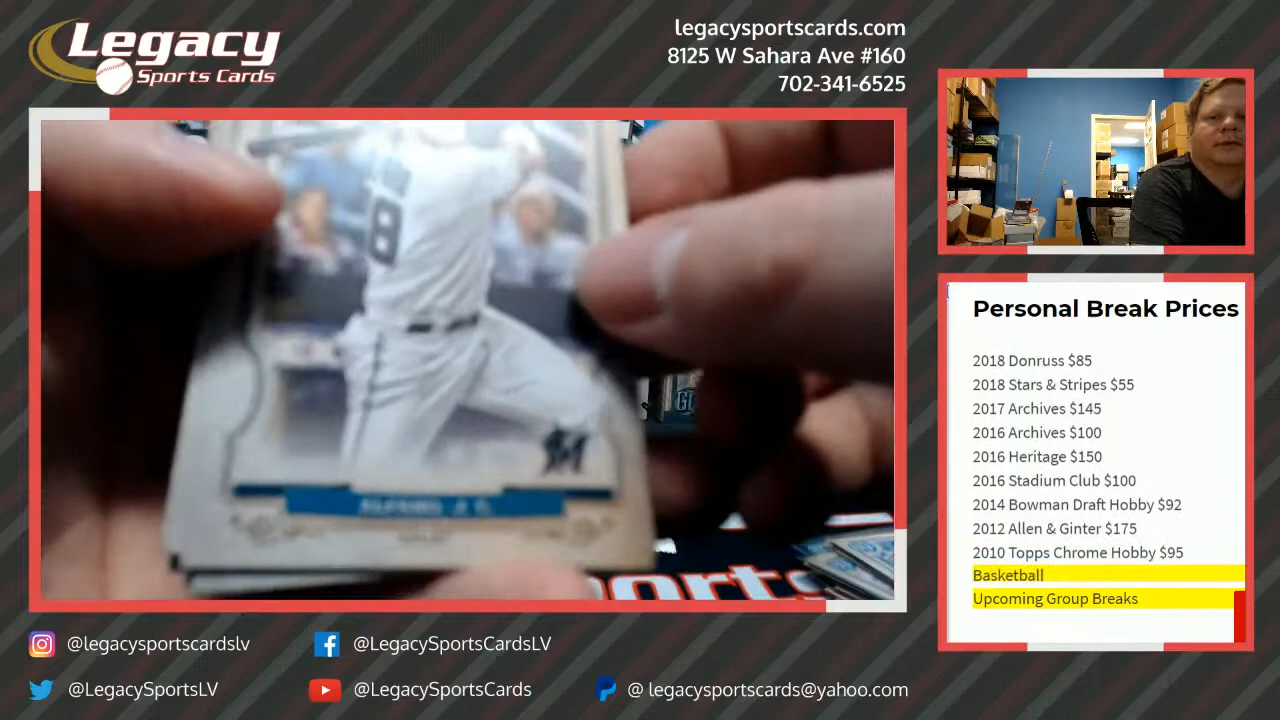 Legacy
Sports Cards
legacysportscards.com
8125 W Sahara Ave #160
702-341-6525
8
Personal Break Prices
2018 Donruss $85
2018 Stars & Stripes $55
2017 Archives $145
2016 Archives $100
2016 Heritage $150
2016 Stadium Club $100
2014 Bowman Draft Hobby $92
2012 Allen & Ginter $175
2010 Topps Chrome Hobby $95
Basketball
Upcoming Group Breaks
@legacysportscardslv
@LegacySportsCardsLV
@LegacySportsLV
@LegacySportsCards
@ legacysportscards@yahoo.com